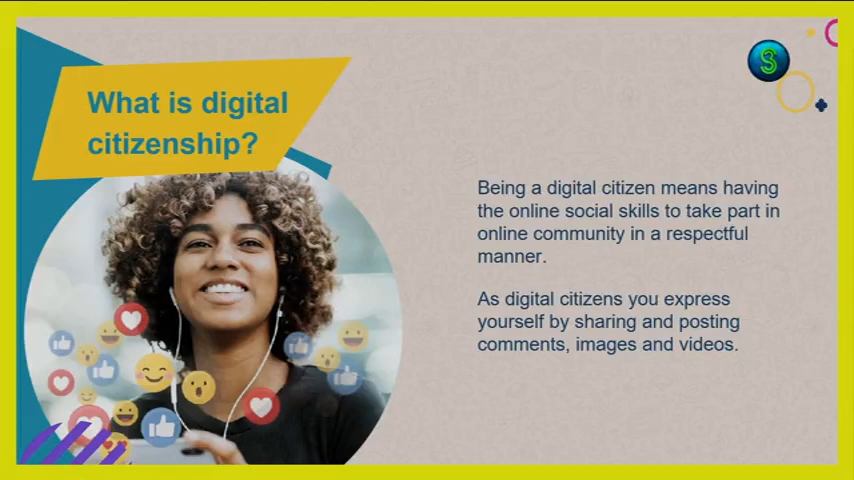 What is digital
citizenship?
Being a digital citizen means having
the online social skills to take part in
online community in a respectful
manner.
As digital citizens you express
yourself by sharing and posting
comments, images and videos.